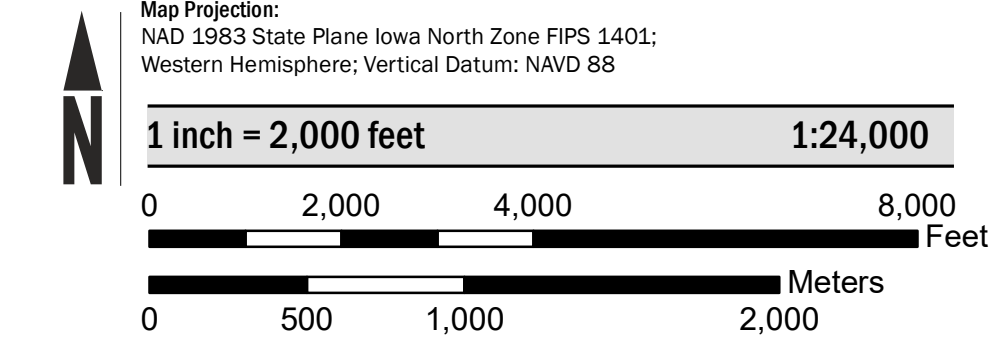 Map Projection:
NAD 1983 State Plane Iowa North Zone FIPS 1401;
Western Hemisphere; Vertical Datum: NAVD 88
N
1 inch = 2,000 feet 1:24,000
0 2,000 4,000 8,000
Feet
Meters
0 500 1,000 2,000